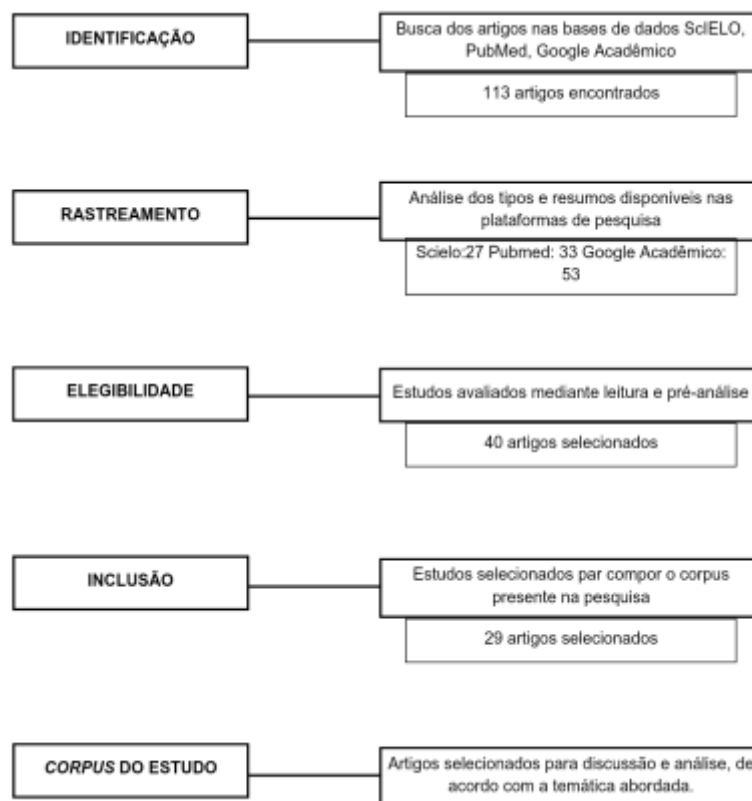 IDENTIFICAÇÃO
Busca dos artigos nas bases de dados SciELO,
PubMed, Google Acadêmico
113 artigos encontrados
RASTREAMENTO
Análise dos tipos e resumos disponíveis nas
plataformas de pesquisa
Scielo:27 Pubmed: 33 Google Acadêmico:
53
ELEGIBILIDADE
Estudos avaliados mediante leitura e pré-análise
40 artigos selecionados
INCLUSÃO
Estudos selecionados par compor o corpus
presente na pesquisa
29 artigos selecionados
CORPUS DO ESTUDO
Artigos selecionados para discussão e análise, de
acordo com a temática abordada.